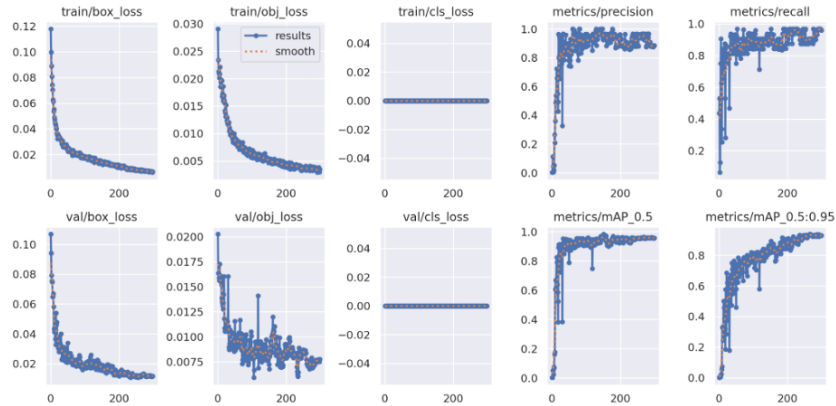 train/box_loss train/obj_loss train/cls_loss metrics/precision metrics/recall
0.12 0.10 0.08 0.06 0.04 0.02
0.030 0.025 0.020 0.015 0.010 0.005
results
smooth
0.04 0.02 0.00 −0.02 −0.04
1.0 0.8 0.6 0.4 0.2 0.0
1.0 0.8 0.6 0.4 0.2
0 200 0 200 0 200 0 200 0 200
val/box_loss val/obj_loss val/cls_loss metrics/mAP_0.5 metrics/mAP_0.5:0.95
0.10 0.08 0.06 0.04 0.02
0.0200 0.0175 0.0150 0.0125 0.0100 0.0075
0.04 0.02 0.00 −0.02 −0.04
1.0 0.8 0.6 0.4 0.2 0.0
0.8 0.6 0.4 0.2 0.0
0 200 0 200 0 200 0 200 0 200